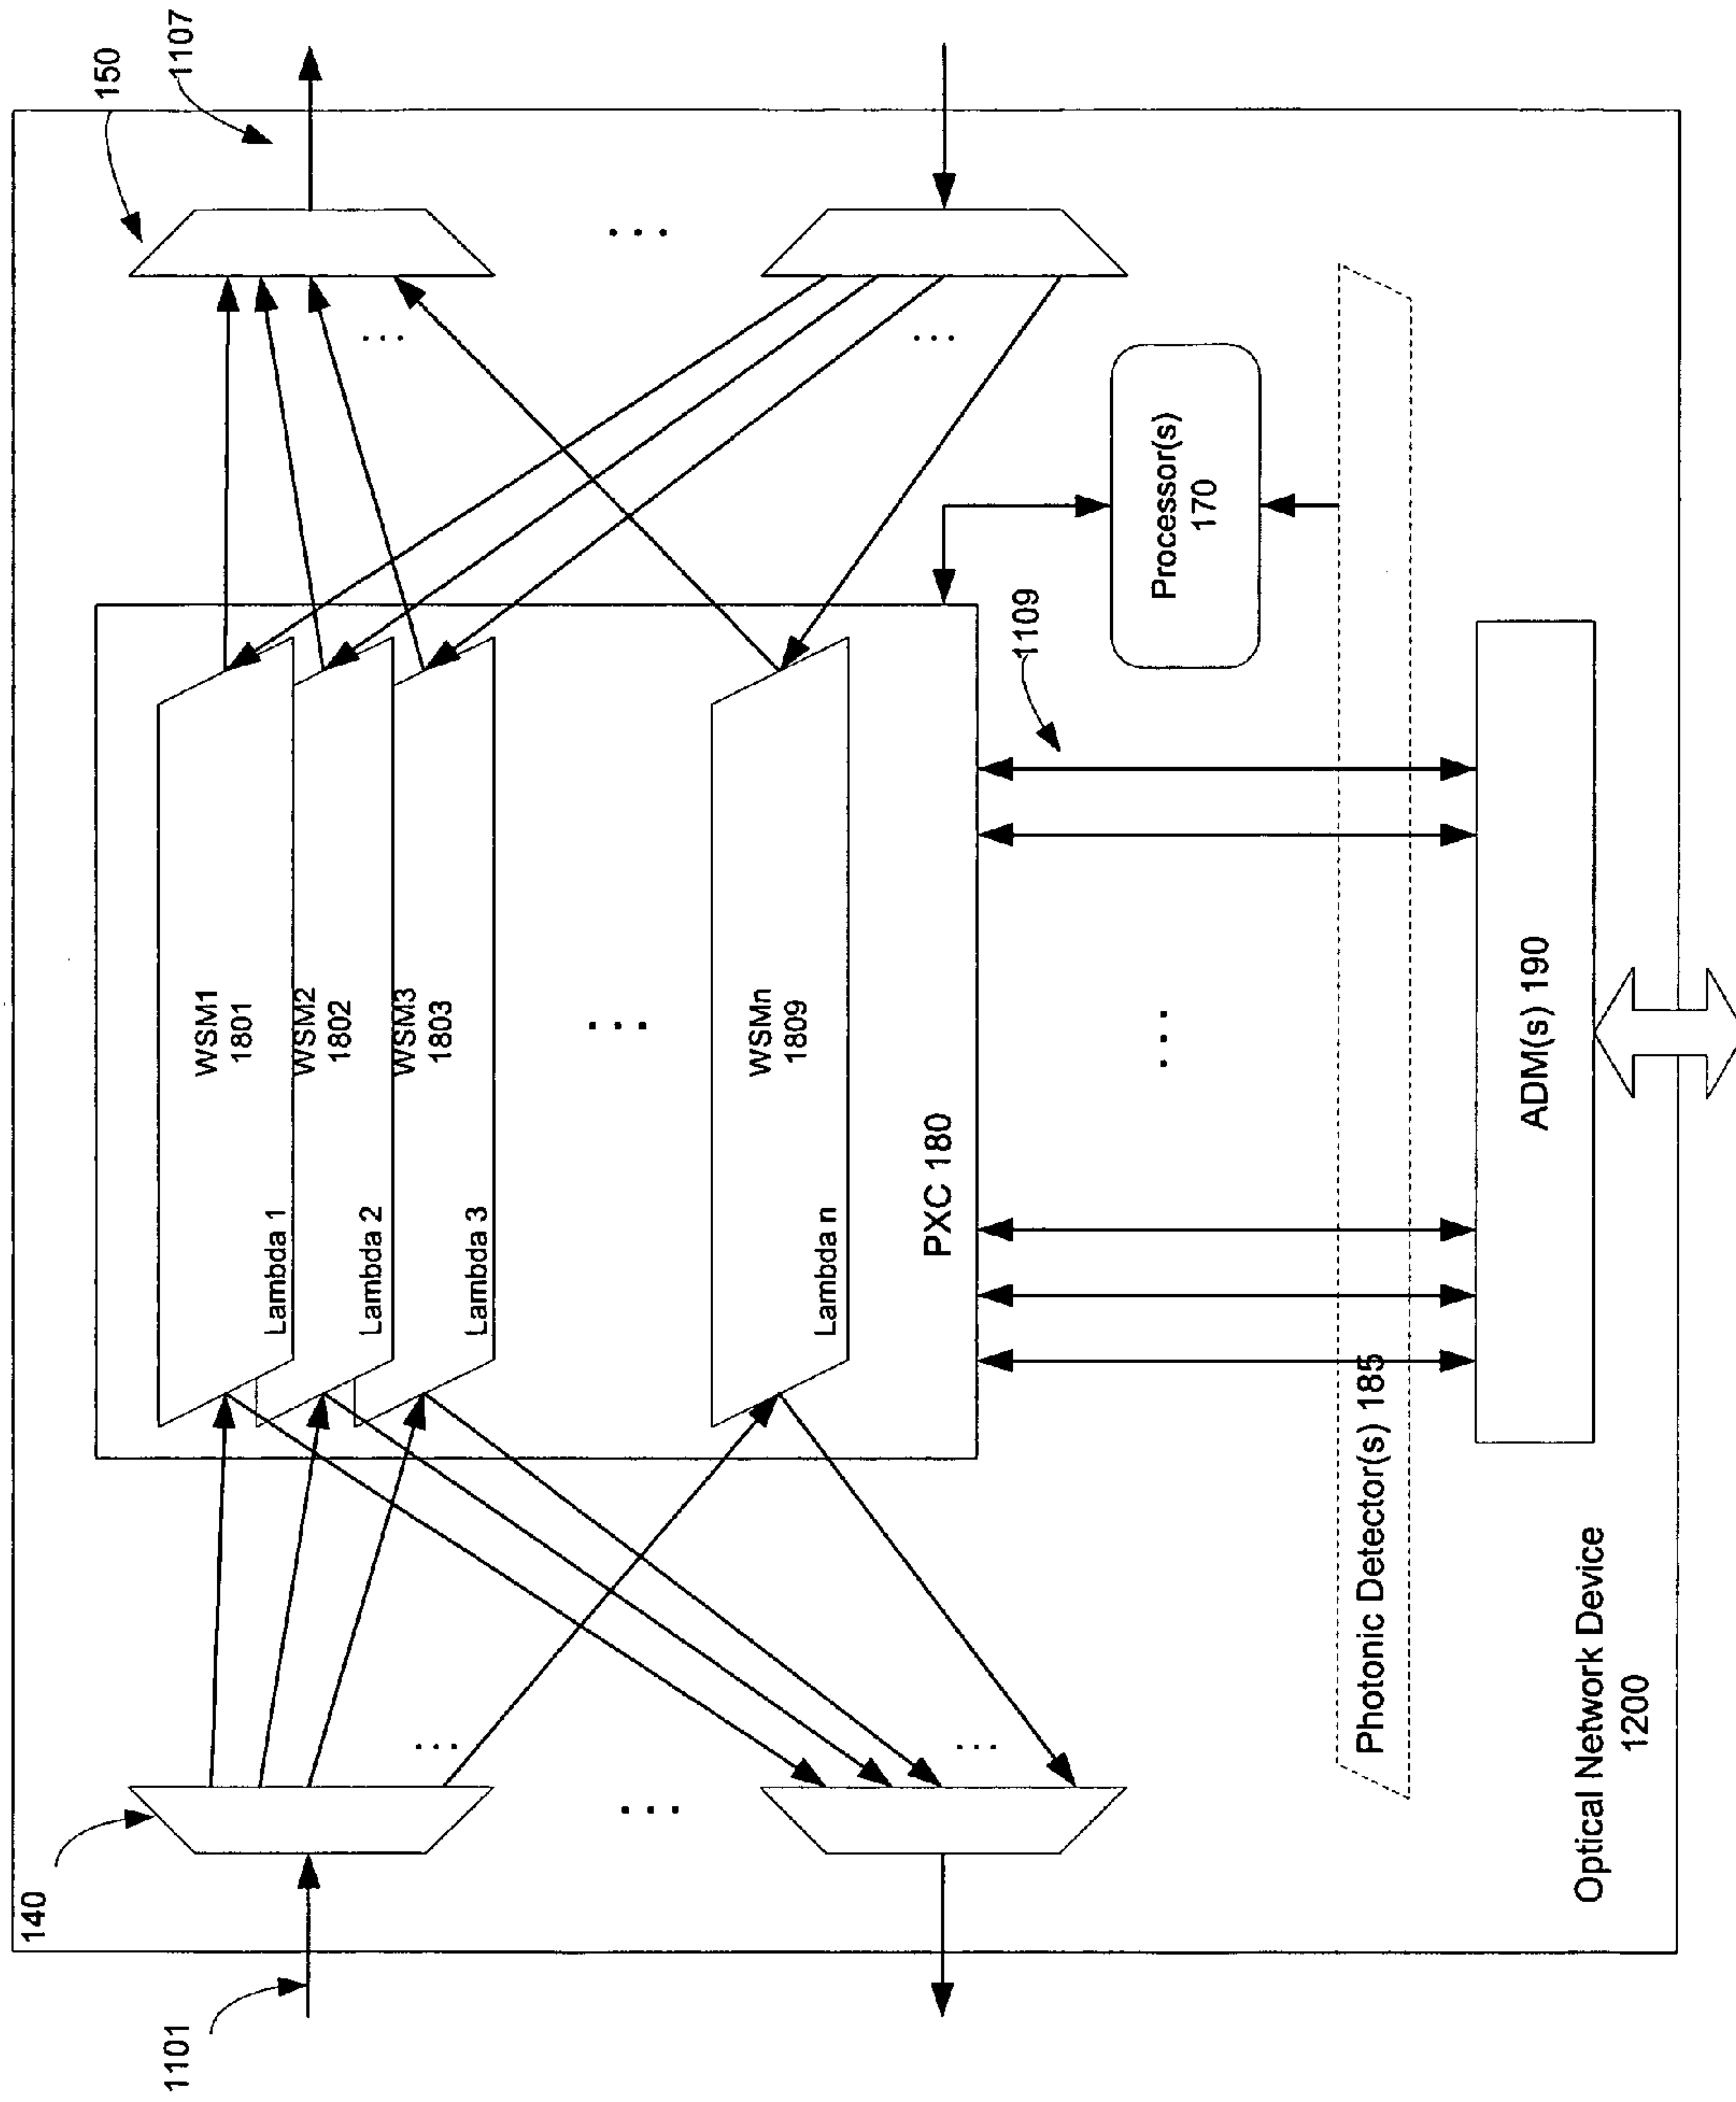 150
1107
1101
140
WSM1
1801
Lambda 1
WSM2
1802
Lambda 2
WSM3
1803
Lambda 3
...
WSMn
1809
Lambda n
PXC 180
...
...
...
...
...
...
1109
...
Processor(s)
170
Photonic Detector(s) 185
ADM(s) 190
Optical Network Device
1200